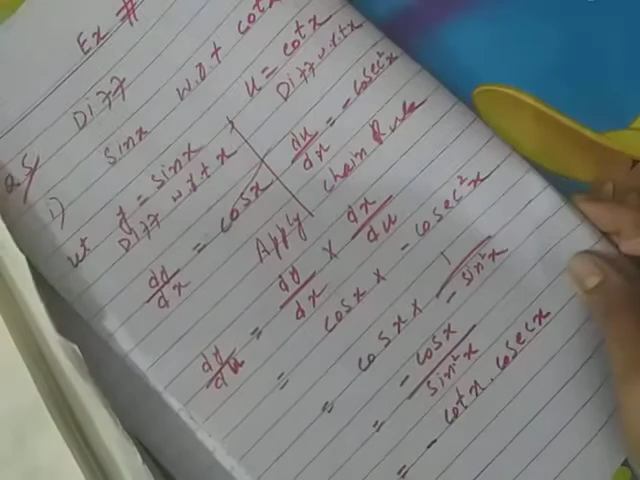 Ex #
Q5/ Diff
i) sinx w.r.t cotx
let y = sinx , u = cotx
Diff w.r.t x Diff w.r.t x
dy/dx = cosx du/dx = -cosec²x
Apply chain Rule
dy/du = dy/dx × dx/du
= cosx × -cosec²x
= cosx × 1/-sin²x
= -cosx/sin²x
= -cotx . cosecx